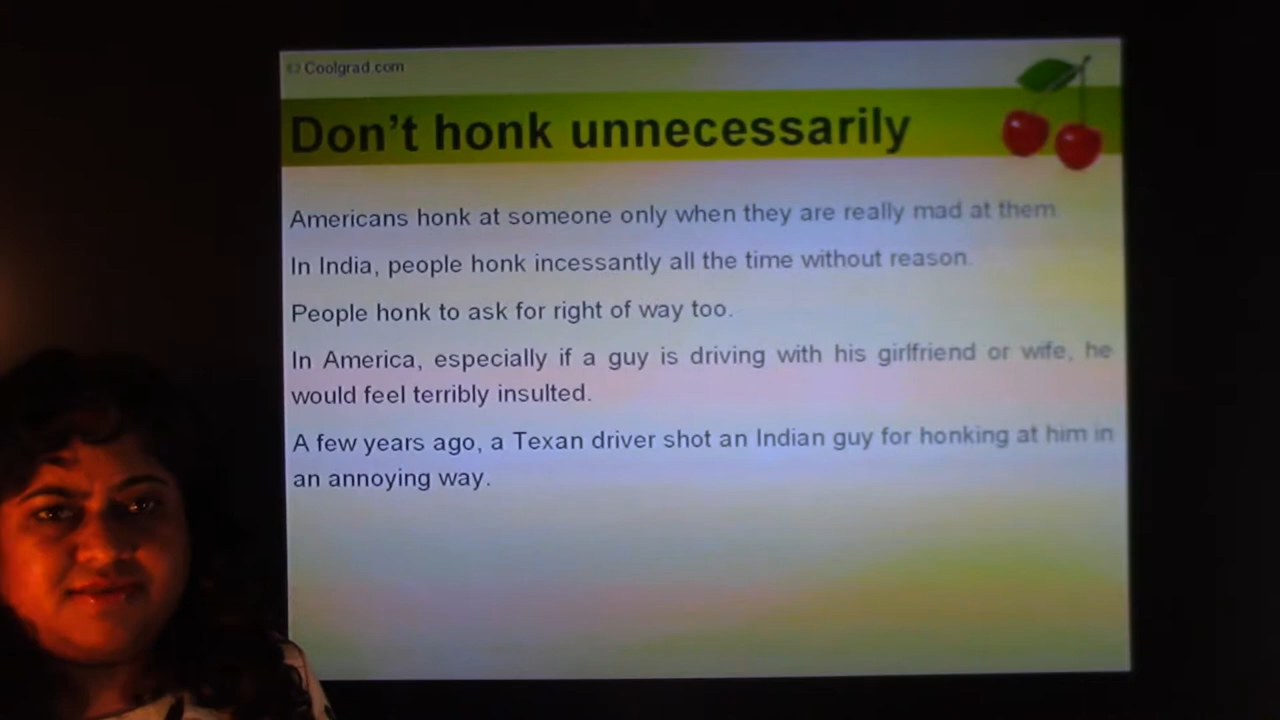 © Coolgrad.com
Don't honk unnecessarily
Americans honk at someone only when they are really mad at them.
In India, people honk incessantly all the time without reason.
People honk to ask for right of way too.
In America, especially if a guy is driving with his girlfriend or wife, he
would feel terribly insulted.
A few years ago, a Texan driver shot an Indian guy for honking at him in
an annoying way.